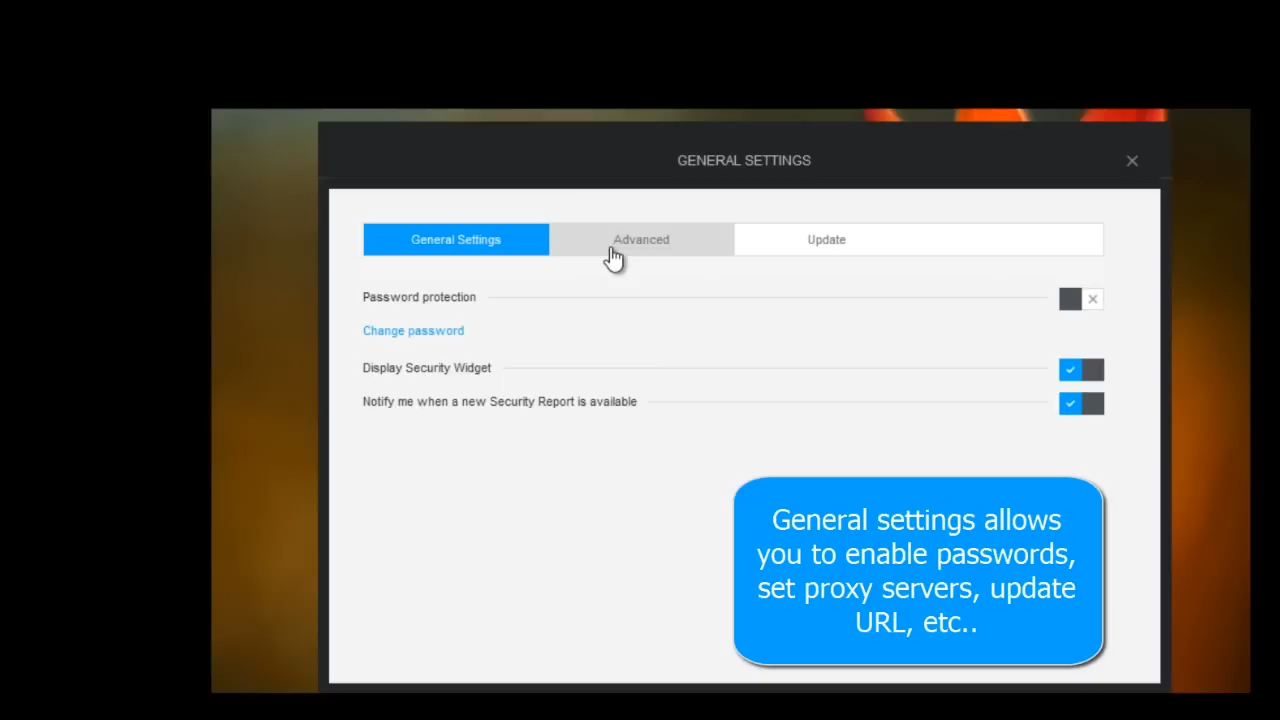 GENERAL SETTINGS
General Settings
Advanced
Update
Password protection
Change password
Display Security Widget
Notify me when a new Security Report is available
General settings allows
you to enable passwords,
set proxy servers, update
URL, etc..